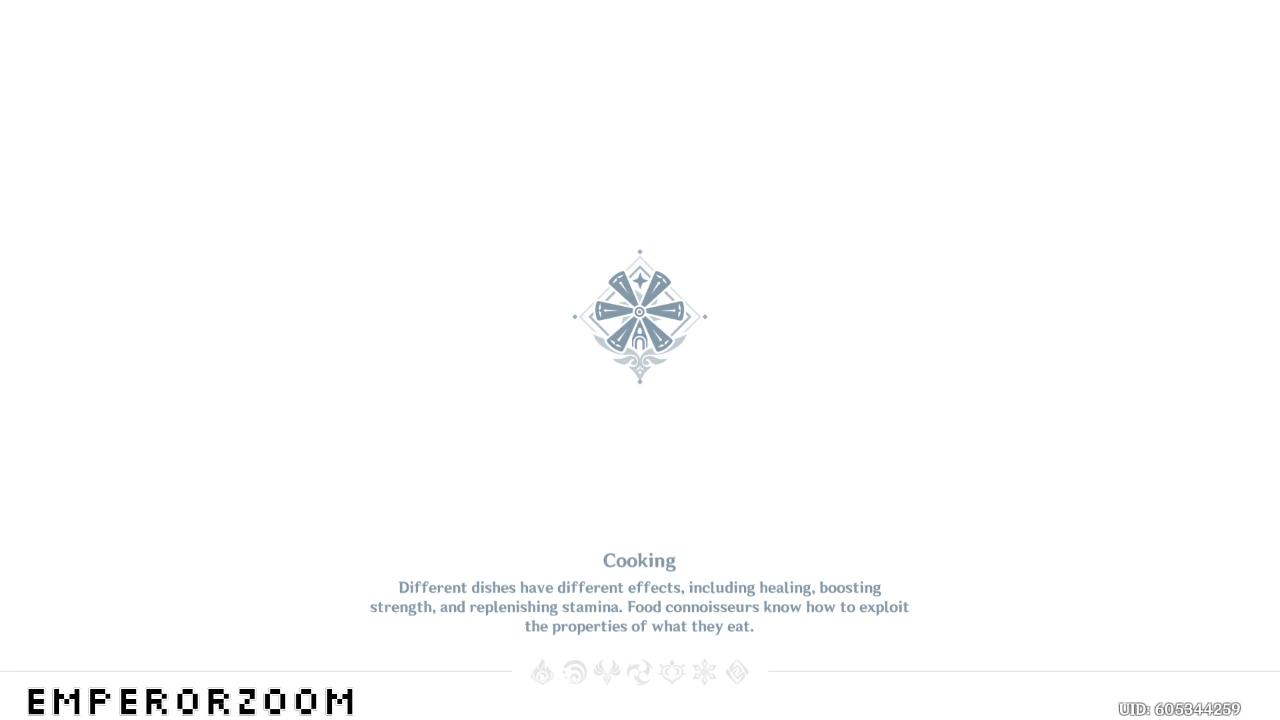 Cooking
Different dishes have different effects, including healing, boosting
strength, and replenishing stamina. Food connoisseurs know how to exploit
the properties of what they eat.
EMPERORZOOM
UID: 605344259